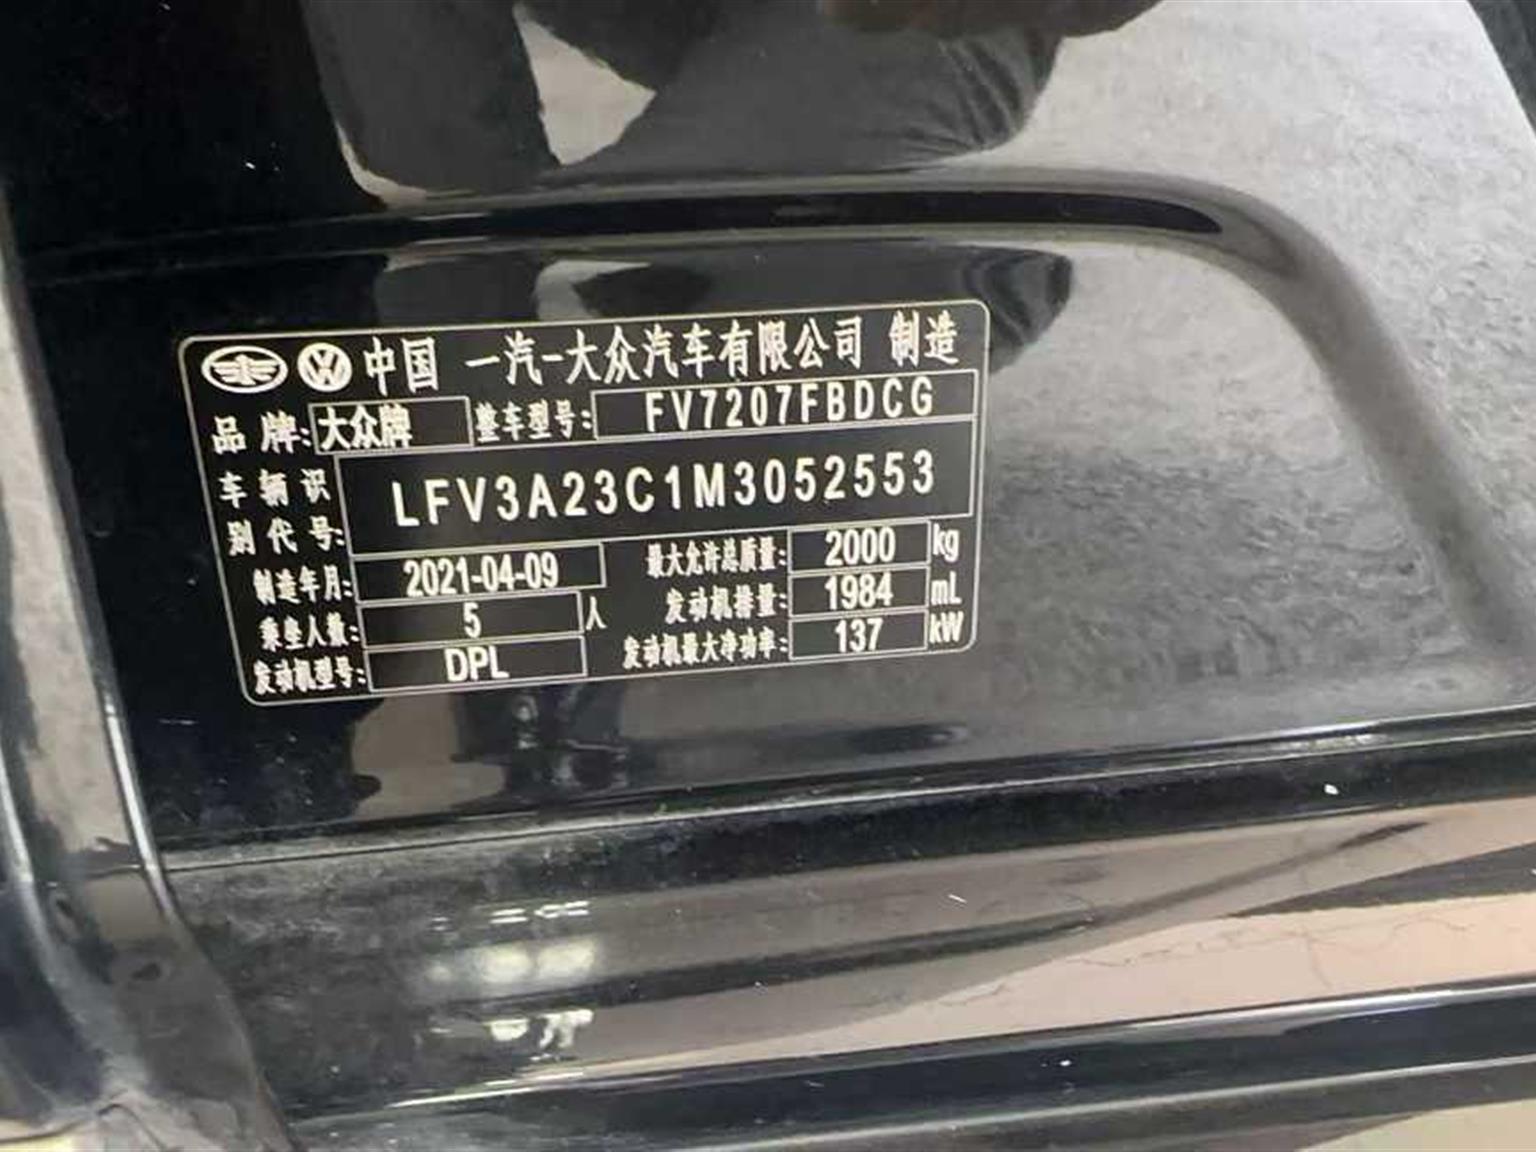 中国 一汽-大众汽车有限公司 制造
品牌: 大众牌 整车型号: FV7207FBDCG
车辆识别代号: LFV3A23C1M3052553
制造年月: 2021-04-09 最大允许总质量: 2000 kg
乘坐人数: 5 人 发动机排量: 1984 mL
发动机型号: DPL 发动机最大净功率: 137 kW